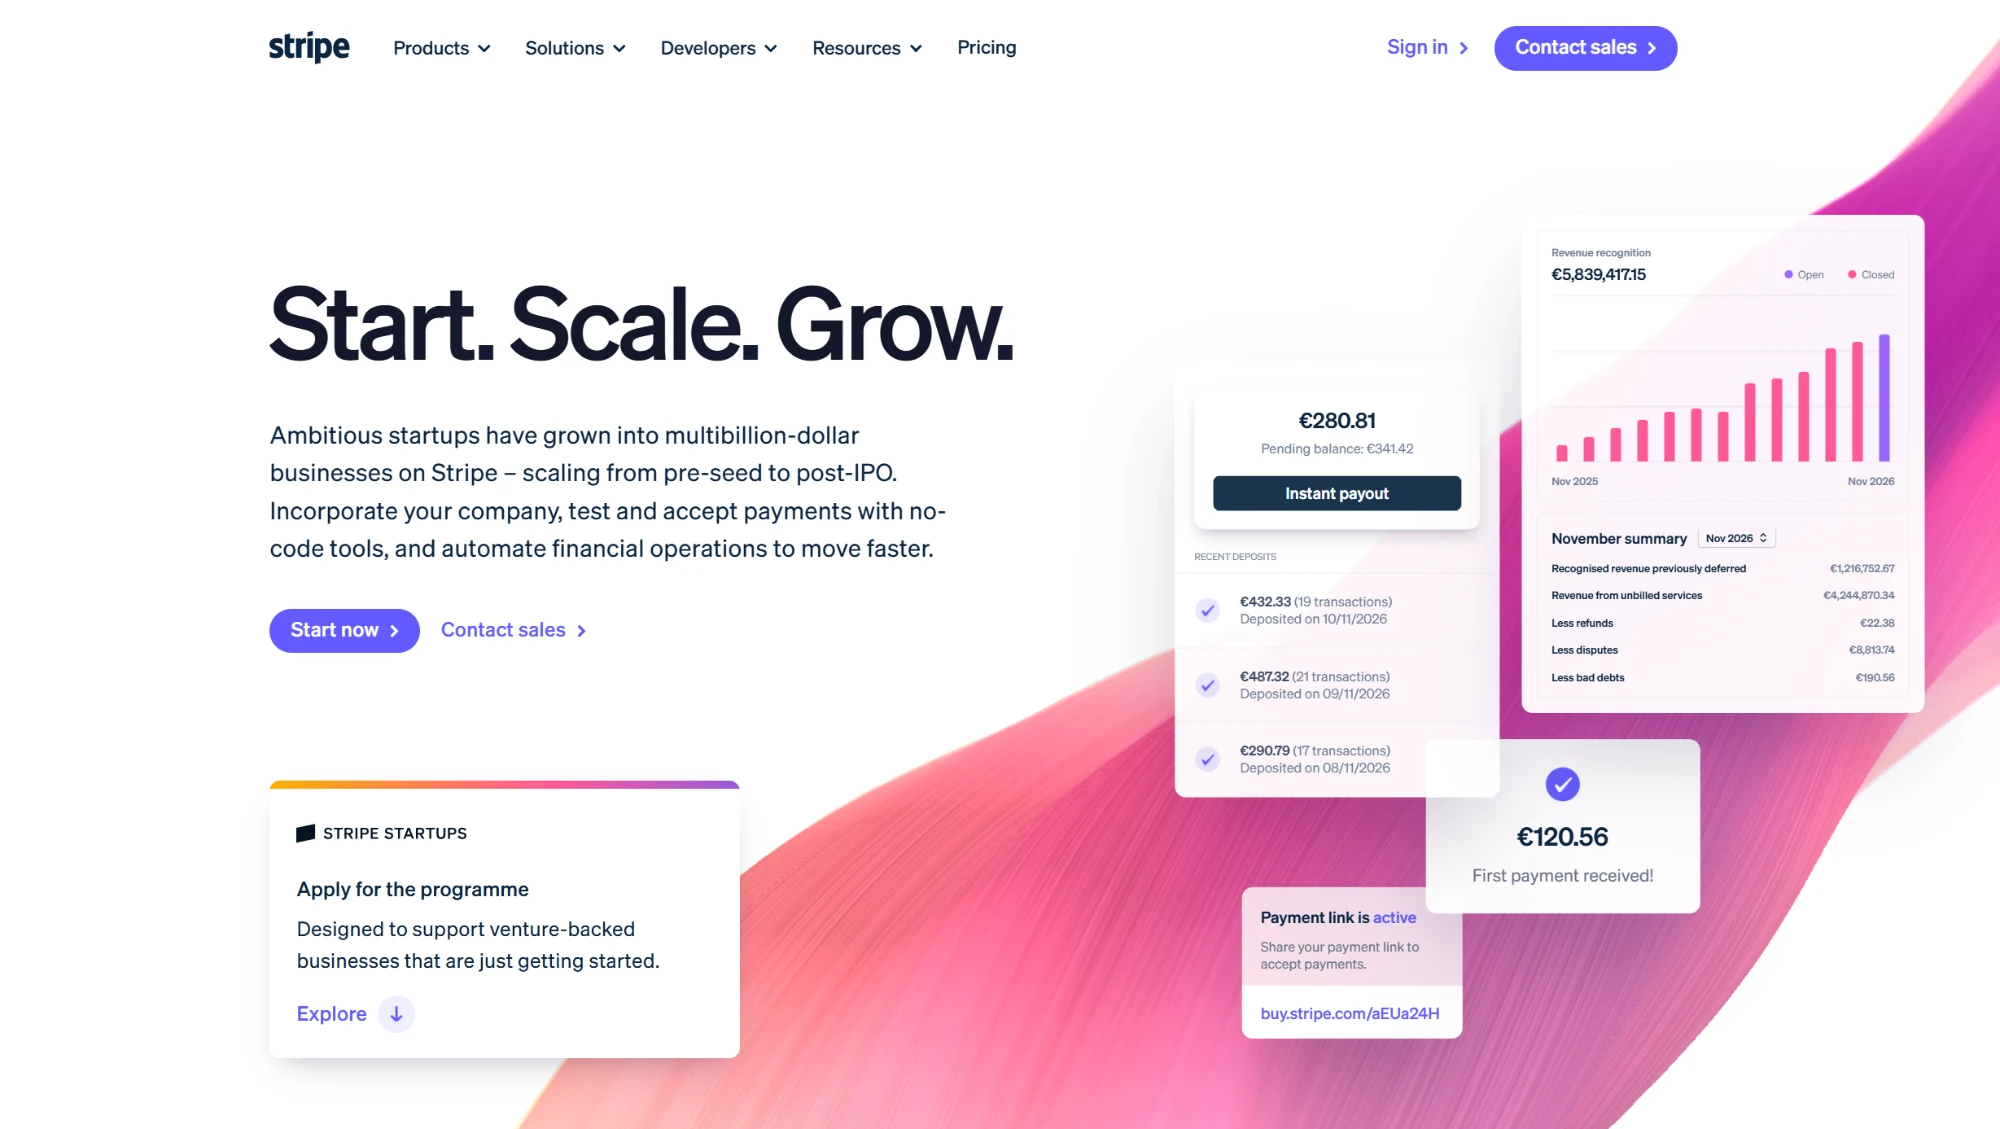 stripe
Products
Solutions
Developers
Resources
Pricing
Sign in
Contact sales
Start. Scale. Grow.
Ambitious startups have grown into multibillion-dollar
businesses on Stripe – scaling from pre-seed to post-IPO.
Incorporate your company, test and accept payments with no-
code tools, and automate financial operations to move faster.
Start now
Contact sales
STRIPE STARTUPS
Apply for the programme
Designed to support venture-backed
businesses that are just getting started.
Explore
€280.81
Pending balance: €341.42
Instant payout
RECENT DEPOSITS
€432.33 (19 transactions)
Deposited on 10/11/2026
€487.32 (21 transactions)
Deposited on 09/11/2026
€290.79 (17 transactions)
Deposited on 08/11/2026
Revenue recognition
€5,839,417.15
Open
Closed
Nov 2025
Nov 2026
November summary
Nov 2026
Recognised revenue previously deferred €1,216,752.67
Revenue from unbilled services €4,244,870.34
Less refunds €22.38
Less disputes €8,813.74
Less bad debts €190.56
€120.56
First payment received!
Payment link is active
Share your payment link to
accept payments.
buy.stripe.com/aEUa24H